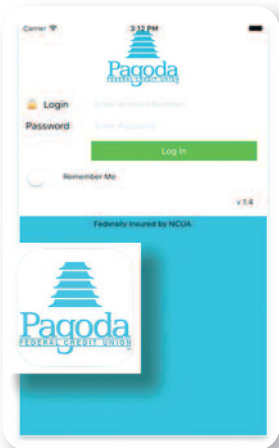 Carrier 3:12 PM
Pagoda
FEDERAL CREDIT UNION
Login Enter Account Number
Password Enter Password
Log In
Remember Me
v 1.6
Federally Insured by NCUA
Pagoda
FEDERAL CREDIT UNION